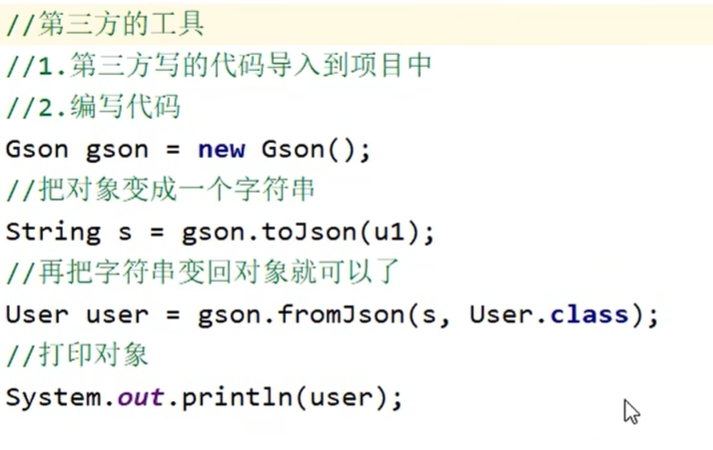 //第三方的工具
//1.第三方写的代码导入到项目中
//2.编写代码
Gson gson = new Gson();
//把对象变成一个字符串
String s = gson.toJson(u1);
//再把字符串变回对象就可以了
User user = gson.fromJson(s, User.class);
//打印对象
System.out.println(user);